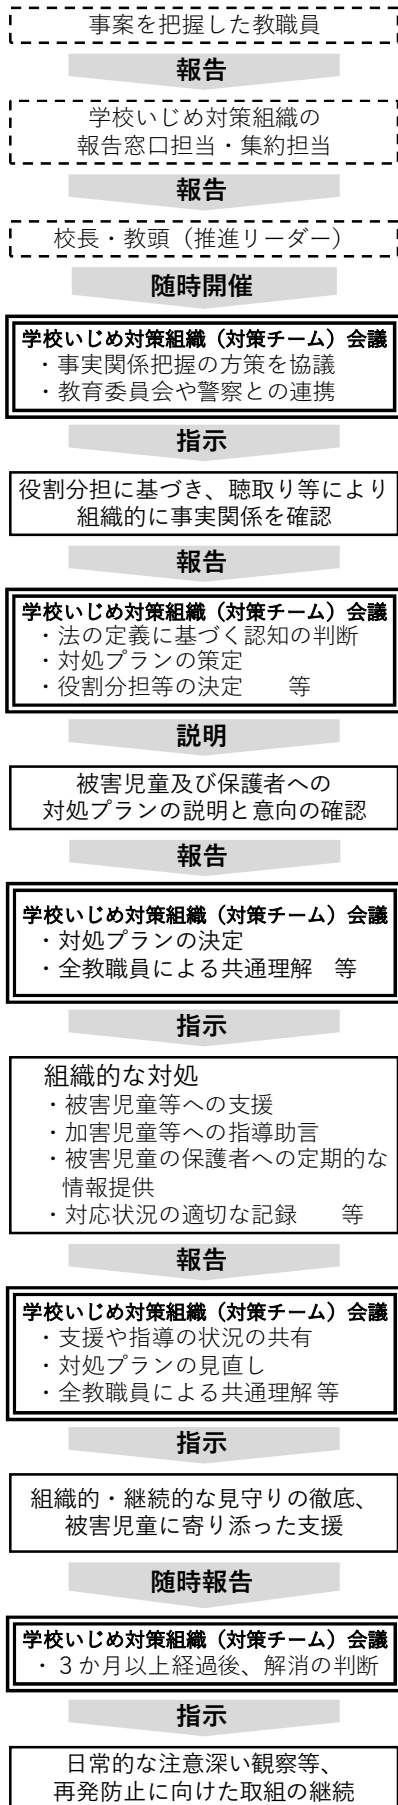 事案を把握した教職員
報告
学校いじめ対策組織の
報告窓口担当・集約担当
報告
校長・教頭（推進リーダー）
随時開催
学校いじめ対策組織（対策チーム）会議
・事実関係把握の方策を協議
・教育委員会や警察との連携
指示
役割分担に基づき、聴取り等により
組織的に事実関係を確認
報告
学校いじめ対策組織（対策チーム）会議
・法の定義に基づく認知の判断
・対処プランの策定
・役割分担等の決定　　等
説明
被害児童及び保護者への
対処プランの説明と意向の確認
報告
学校いじめ対策組織（対策チーム）会議
・対処プランの決定
・全教職員による共通理解　等
指示
組織的な対処
・被害児童等への支援
・加害児童等への指導助言
・被害児童の保護者への定期的な
情報提供
・対応状況の適切な記録　　等
報告
学校いじめ対策組織（対策チーム）会議
・支援や指導の状況の共有
・対処プランの見直し
・全教職員による共通理解 等
指示
組織的・継続的な見守りの徹底、
被害児童に寄り添った支援
随時報告
学校いじめ対策組織（対策チーム）会議
・３か月以上経過後、解消の判断
指示
日常的な注意深い観察等、
再発防止に向けた取組の継続